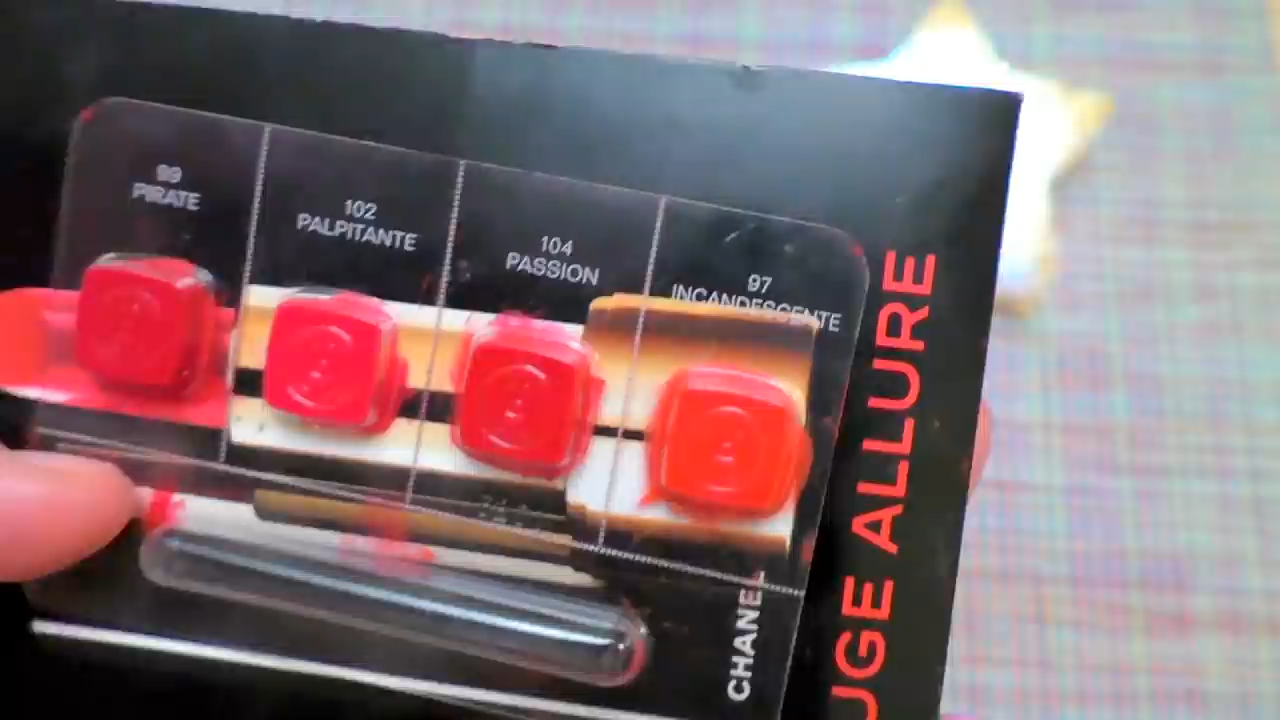 99
PIRATE
102
PALPITANTE
104
PASSION
97
INCANDESCENTE
CHANEL
UGE ALLURE